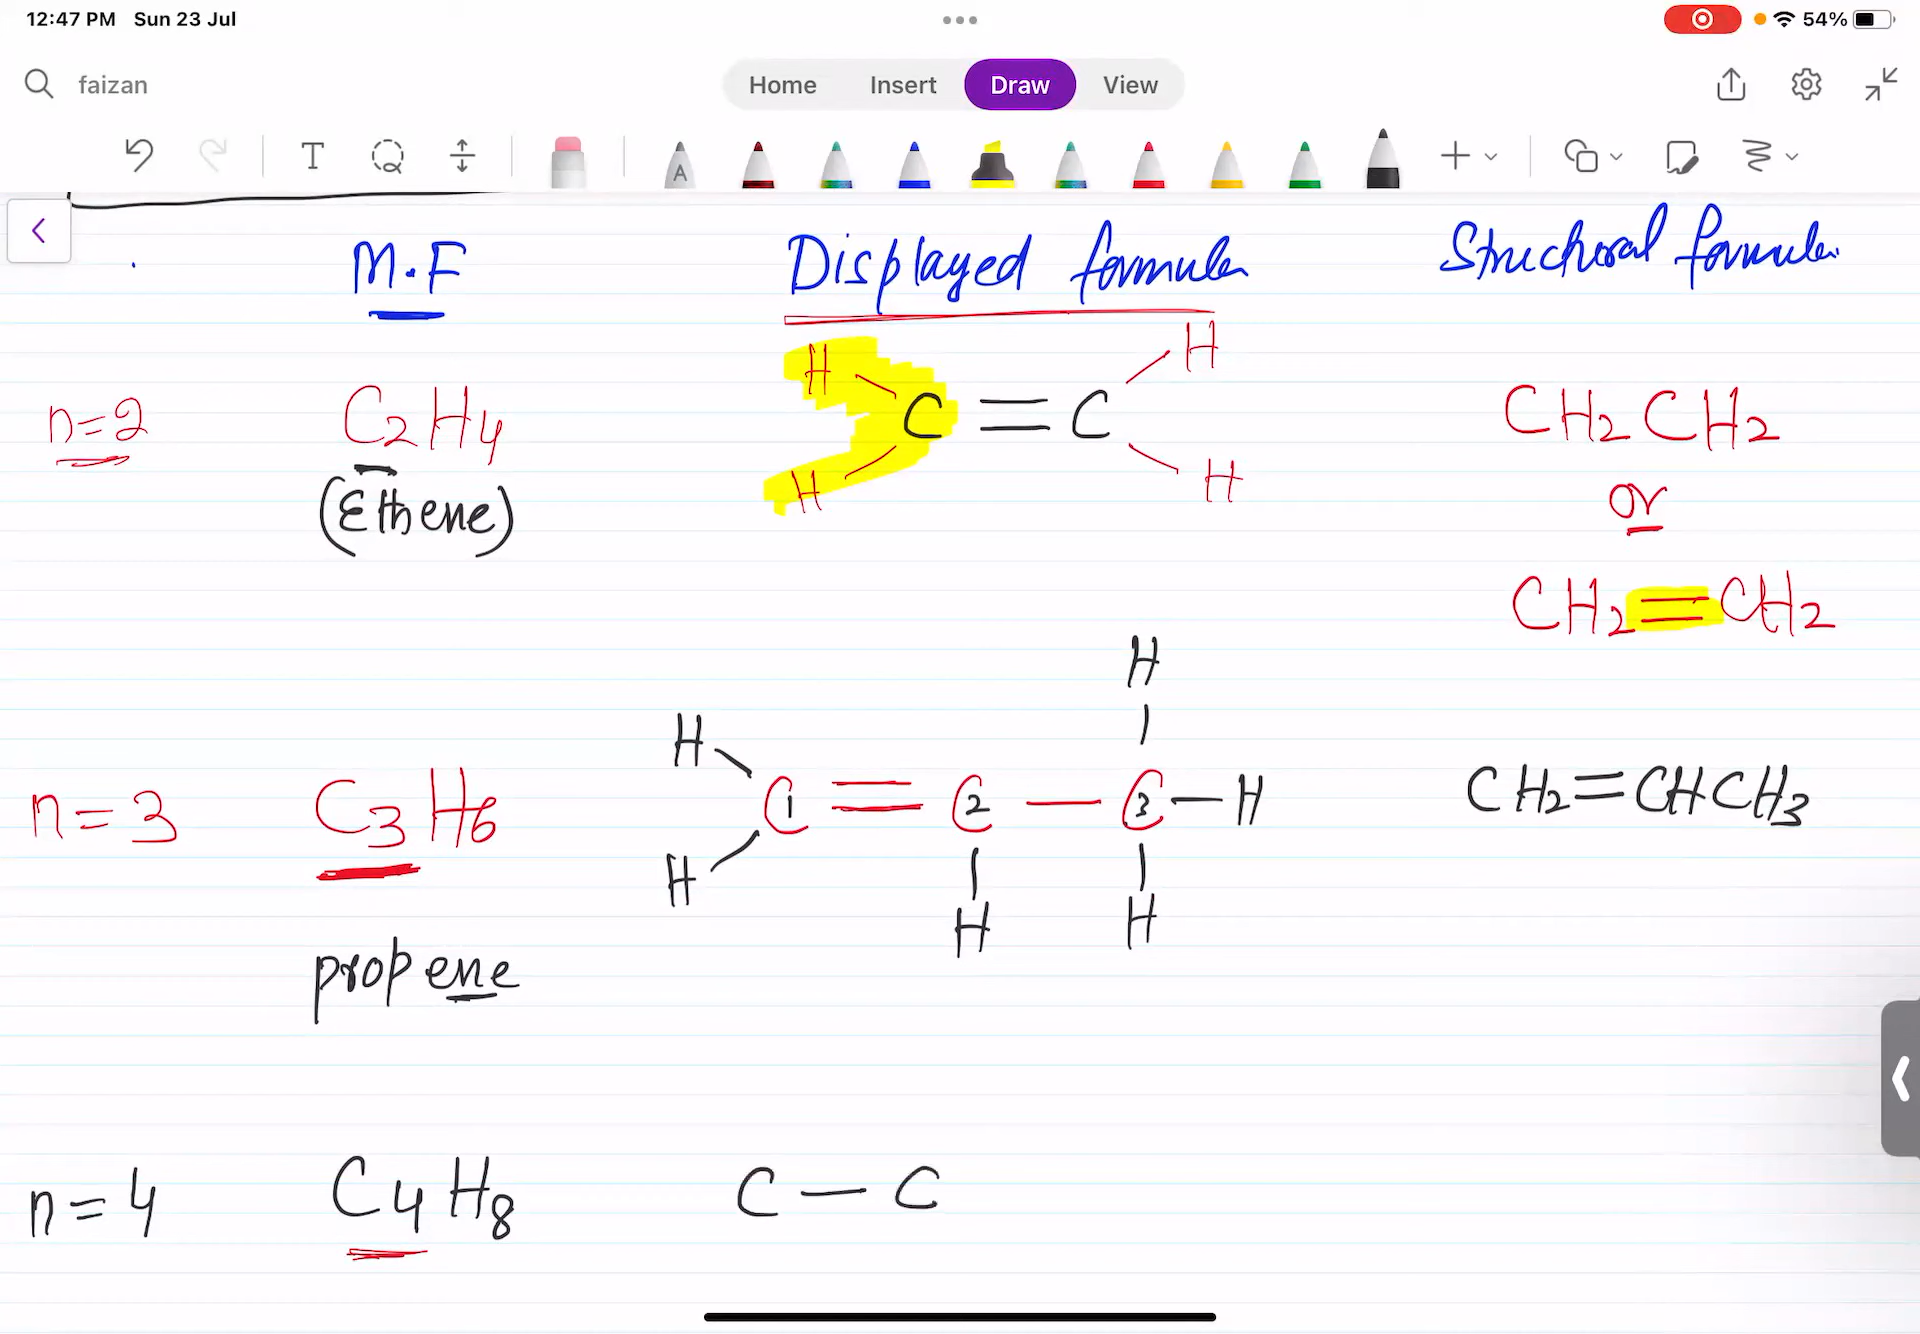 12:47 PM Sun 23 Jul
54%
faizan
Home Insert Draw View
T
A
M.F Displayed formula Structural formula
H H
n=2 C2H4 C = C CH2CH2
H H
(Ethene)
or
CH2=CH2
H
H
n=3 C3H6 C1 = C2 — C3 — H CH2=CHCH3
H
H H
propene
n=4 C4H8 C — C